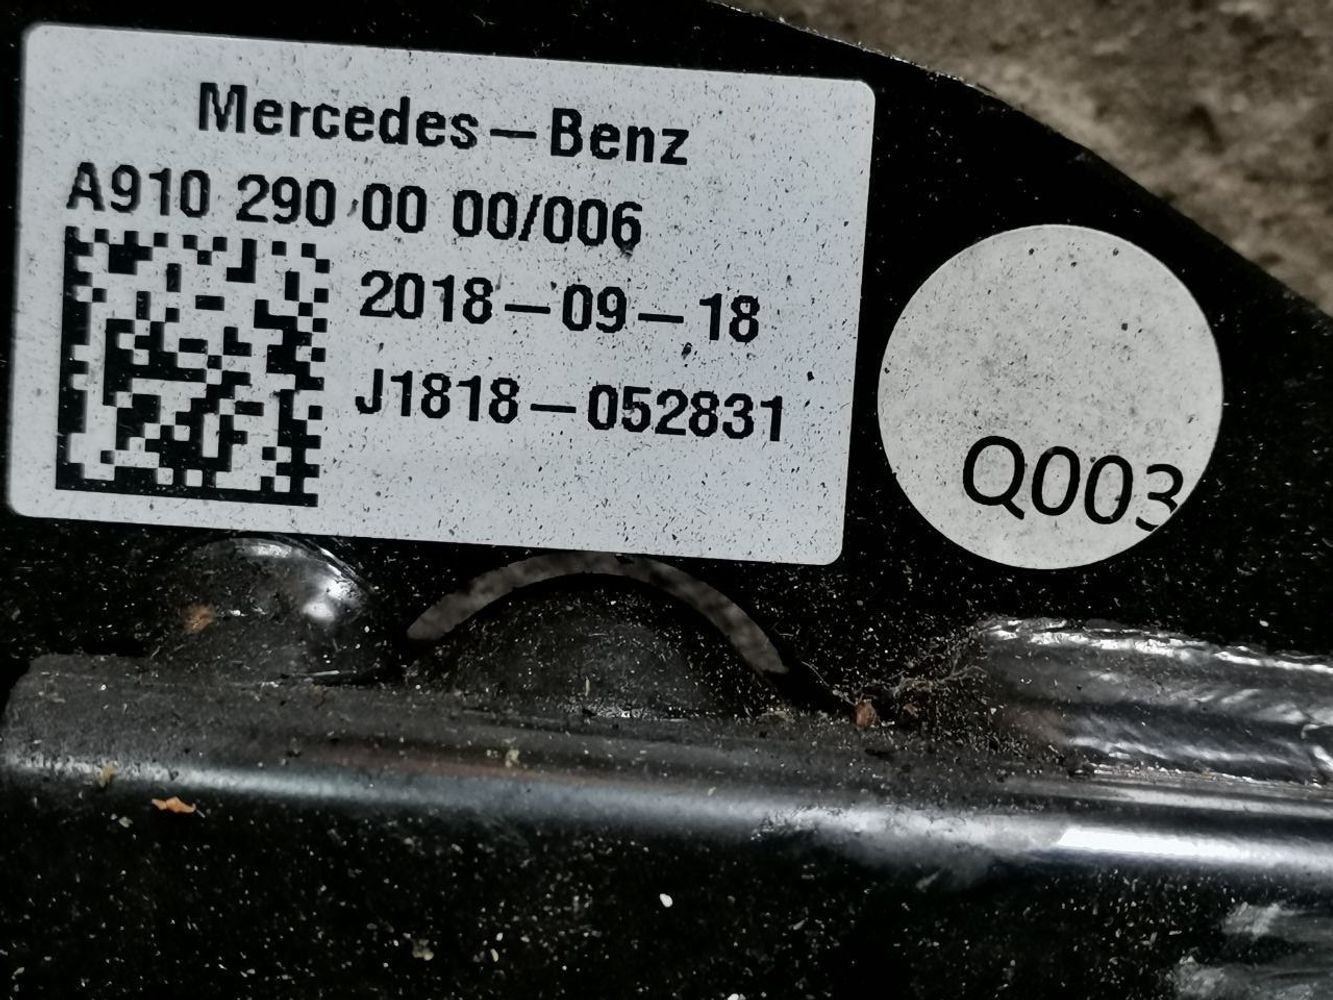 Mercedes-Benz
A910 290 00 00/006
2018-09-18
J1818-052831
Q003